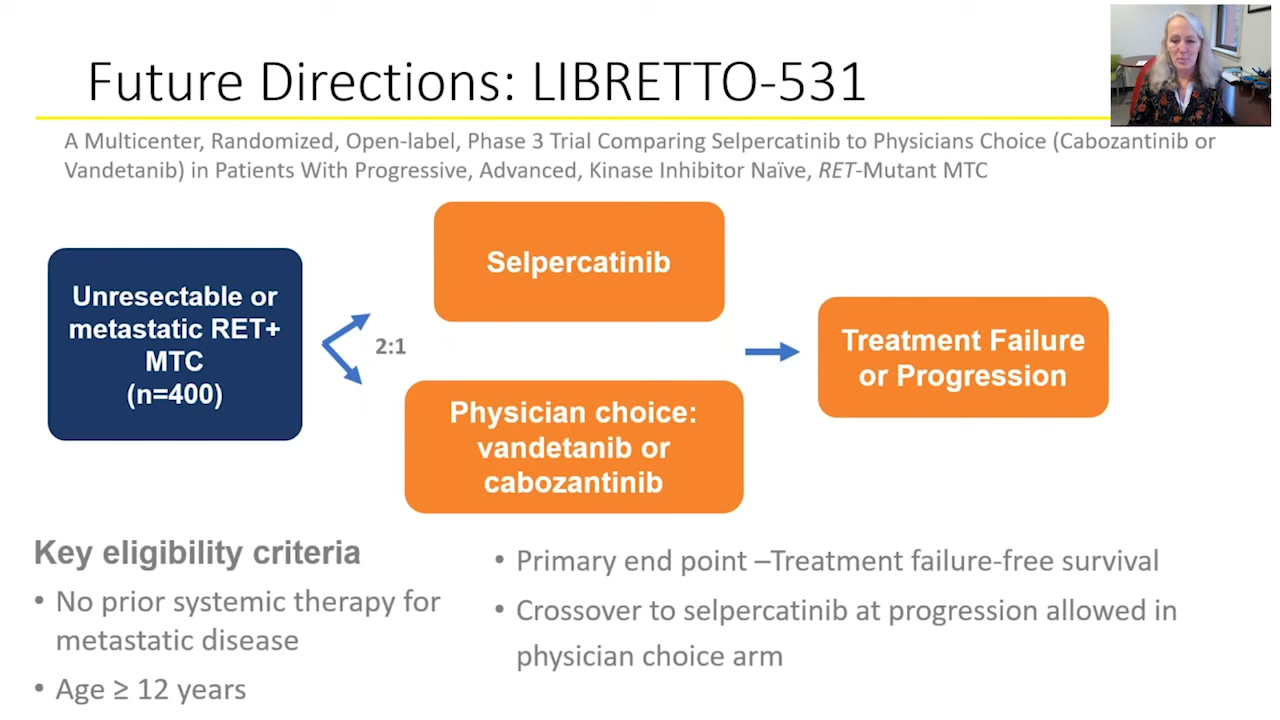 Future Directions: LIBRETTO-531
A Multicenter, Randomized, Open-label, Phase 3 Trial Comparing Selpercatinib to Physicians Choice (Cabozantinib or
Vandetanib) in Patients With Progressive, Advanced, Kinase Inhibitor Naïve, RET-Mutant MTC
Unresectable or
metastatic RET+
MTC
(n=400)
2:1
Selpercatinib
Physician choice:
vandetanib or
cabozantinib
Treatment Failure
or Progression
Key eligibility criteria
• No prior systemic therapy for
metastatic disease
• Age ≥ 12 years
• Primary end point –Treatment failure-free survival
• Crossover to selpercatinib at progression allowed in
physician choice arm